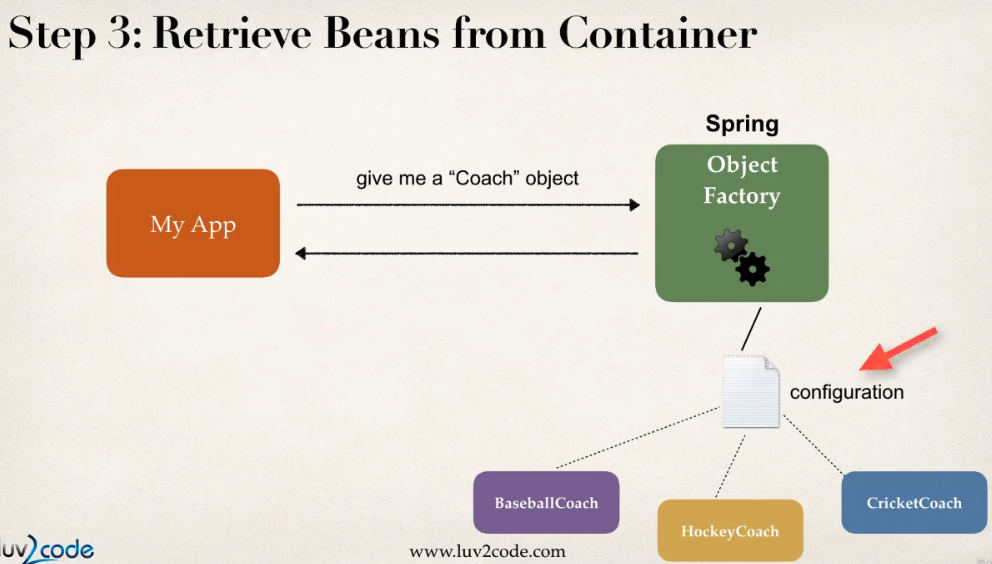 Step 3: Retrieve Beans from Container
Spring
Object
Factory
give me a “Coach” object
My App
configuration
BaseballCoach
CricketCoach
HockeyCoach
luv2code
www.luv2code.com